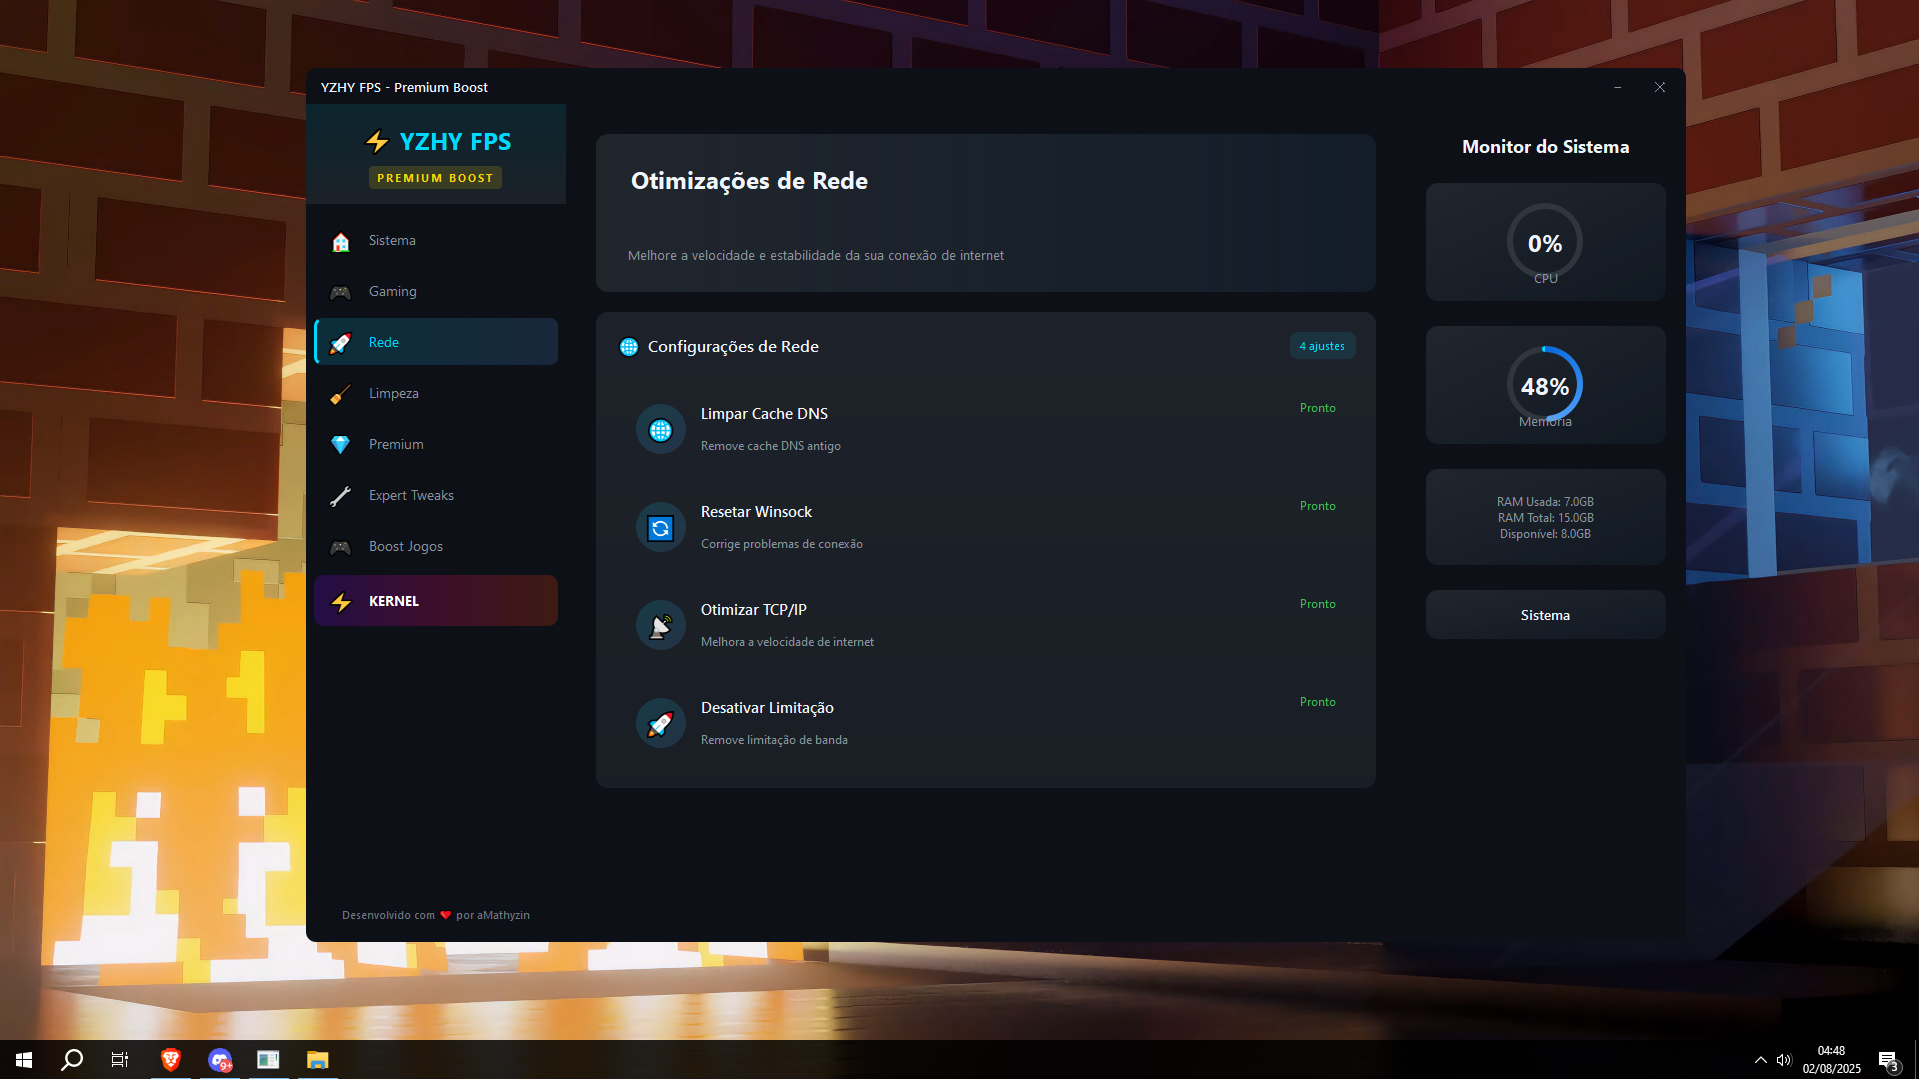 YZHY FPS - Premium Boost
YZHY FPS
PREMIUM BOOST
Sistema
Gaming
Rede
Limpeza
Premium
Expert Tweaks
Boost Jogos
KERNEL
Desenvolvido com ❤ por aMathyzin
Otimizações de Rede
Melhore a velocidade e estabilidade da sua conexão de internet
Configurações de Rede
4 ajustes
Limpar Cache DNS
Pronto
Remove cache DNS antigo
Resetar Winsock
Pronto
Corrige problemas de conexão
Otimizar TCP/IP
Pronto
Melhora a velocidade de internet
Desativar Limitação
Pronto
Remove limitação de banda
Monitor do Sistema
0%
CPU
48%
Memória
RAM Usada: 7.0GB
RAM Total: 15.0GB
Disponível: 8.0GB
Sistema
9+
04:48
02/08/2025
3